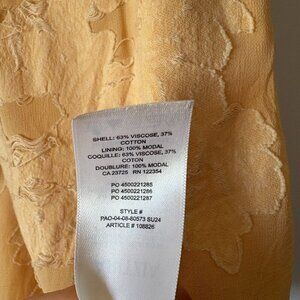 SHELL: 63% VISCOSE, 37%
COTTON
LINING: 100% MODAL
COQUILLE: 63% VISCOSE, 37%
COTON
DOUBLURE: 100% MODAL
CA 23725 RN 122354
PO 4500221285
PO 4500221286
PO 4500221287
STYLE #
PAO-04-08-80573 SU24
ARTICLE # 108826